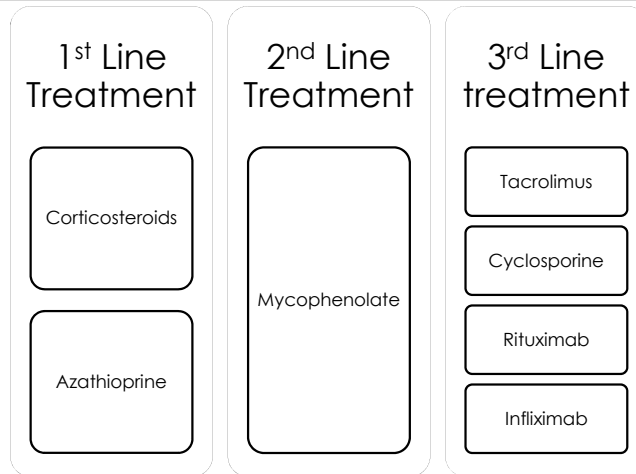 1st Line
Treatment
Corticosteroids
Azathioprine
2nd Line
Treatment
Mycophenolate
3rd Line
treatment
Tacrolimus
Cyclosporine
Rituximab
Infliximab